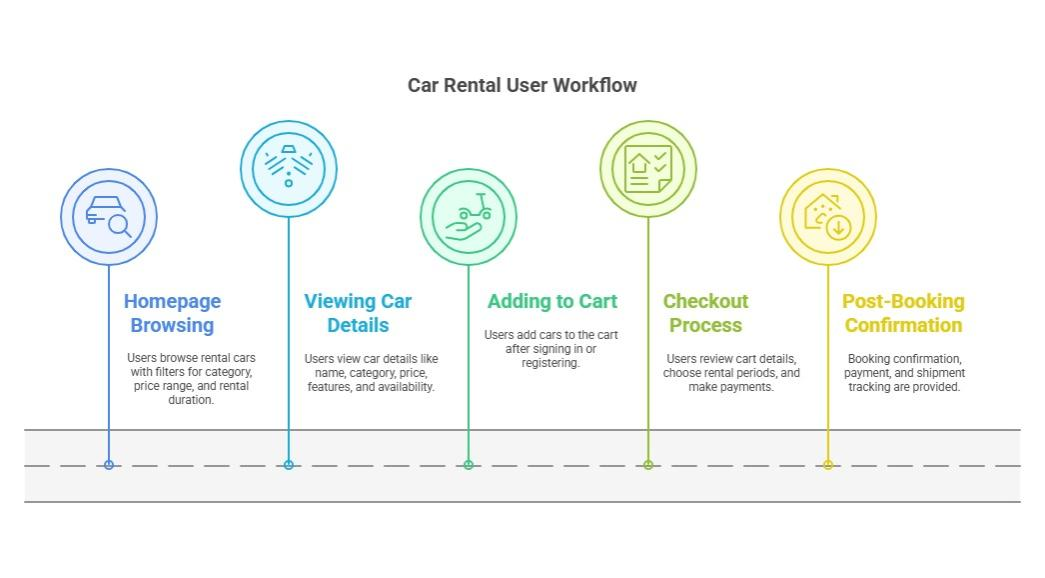 Car Rental User Workflow
Homepage
Browsing
Users browse rental cars
with filters for category,
price range, and rental
duration.
Viewing Car
Details
Users view car details like
name, category, price,
features, and availability.
Adding to Cart
Users add cars to the cart
after signing in or
registering.
Checkout
Process
Users review cart details,
choose rental periods, and
make payments.
Post-Booking
Confirmation
Booking confirmation,
payment, and shipment
tracking are provided.